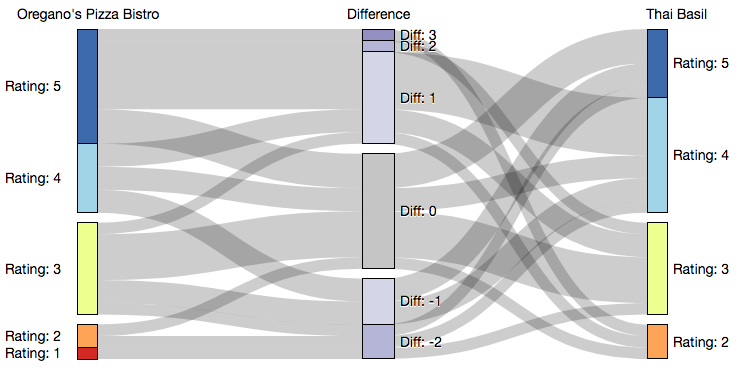 Oregano's Pizza Bistro Difference Thai Basil
Rating: 5
Rating: 4
Rating: 3
Rating: 2
Rating: 1
Diff: 3
Diff: 2
Diff: 1
Diff: 0
Diff: -1
Diff: -2
Rating: 5
Rating: 4
Rating: 3
Rating: 2